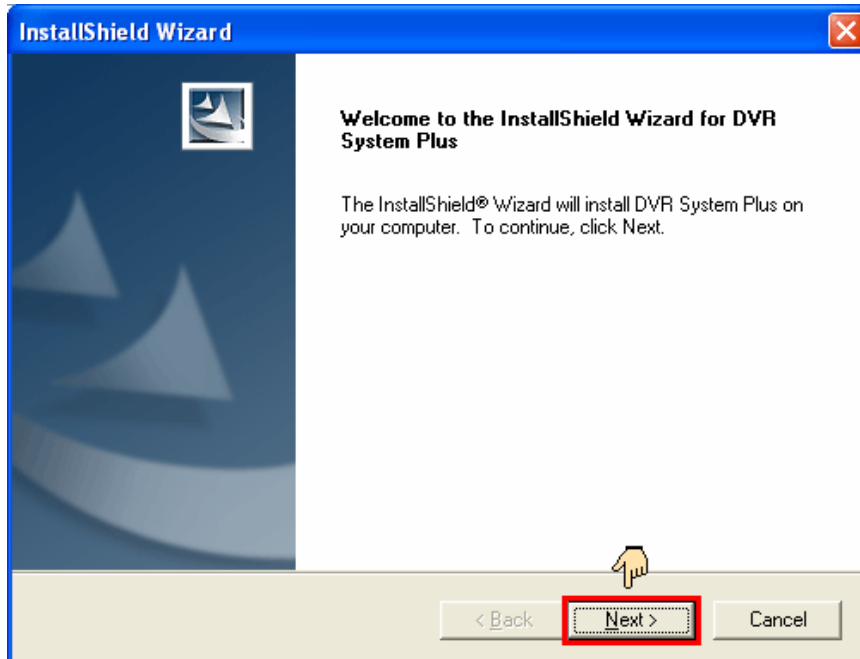 InstallShield Wizard
Welcome to the InstallShield Wizard for DVR
System Plus
The InstallShield® Wizard will install DVR System Plus on
your computer. To continue, click Next.
< Back Next > Cancel